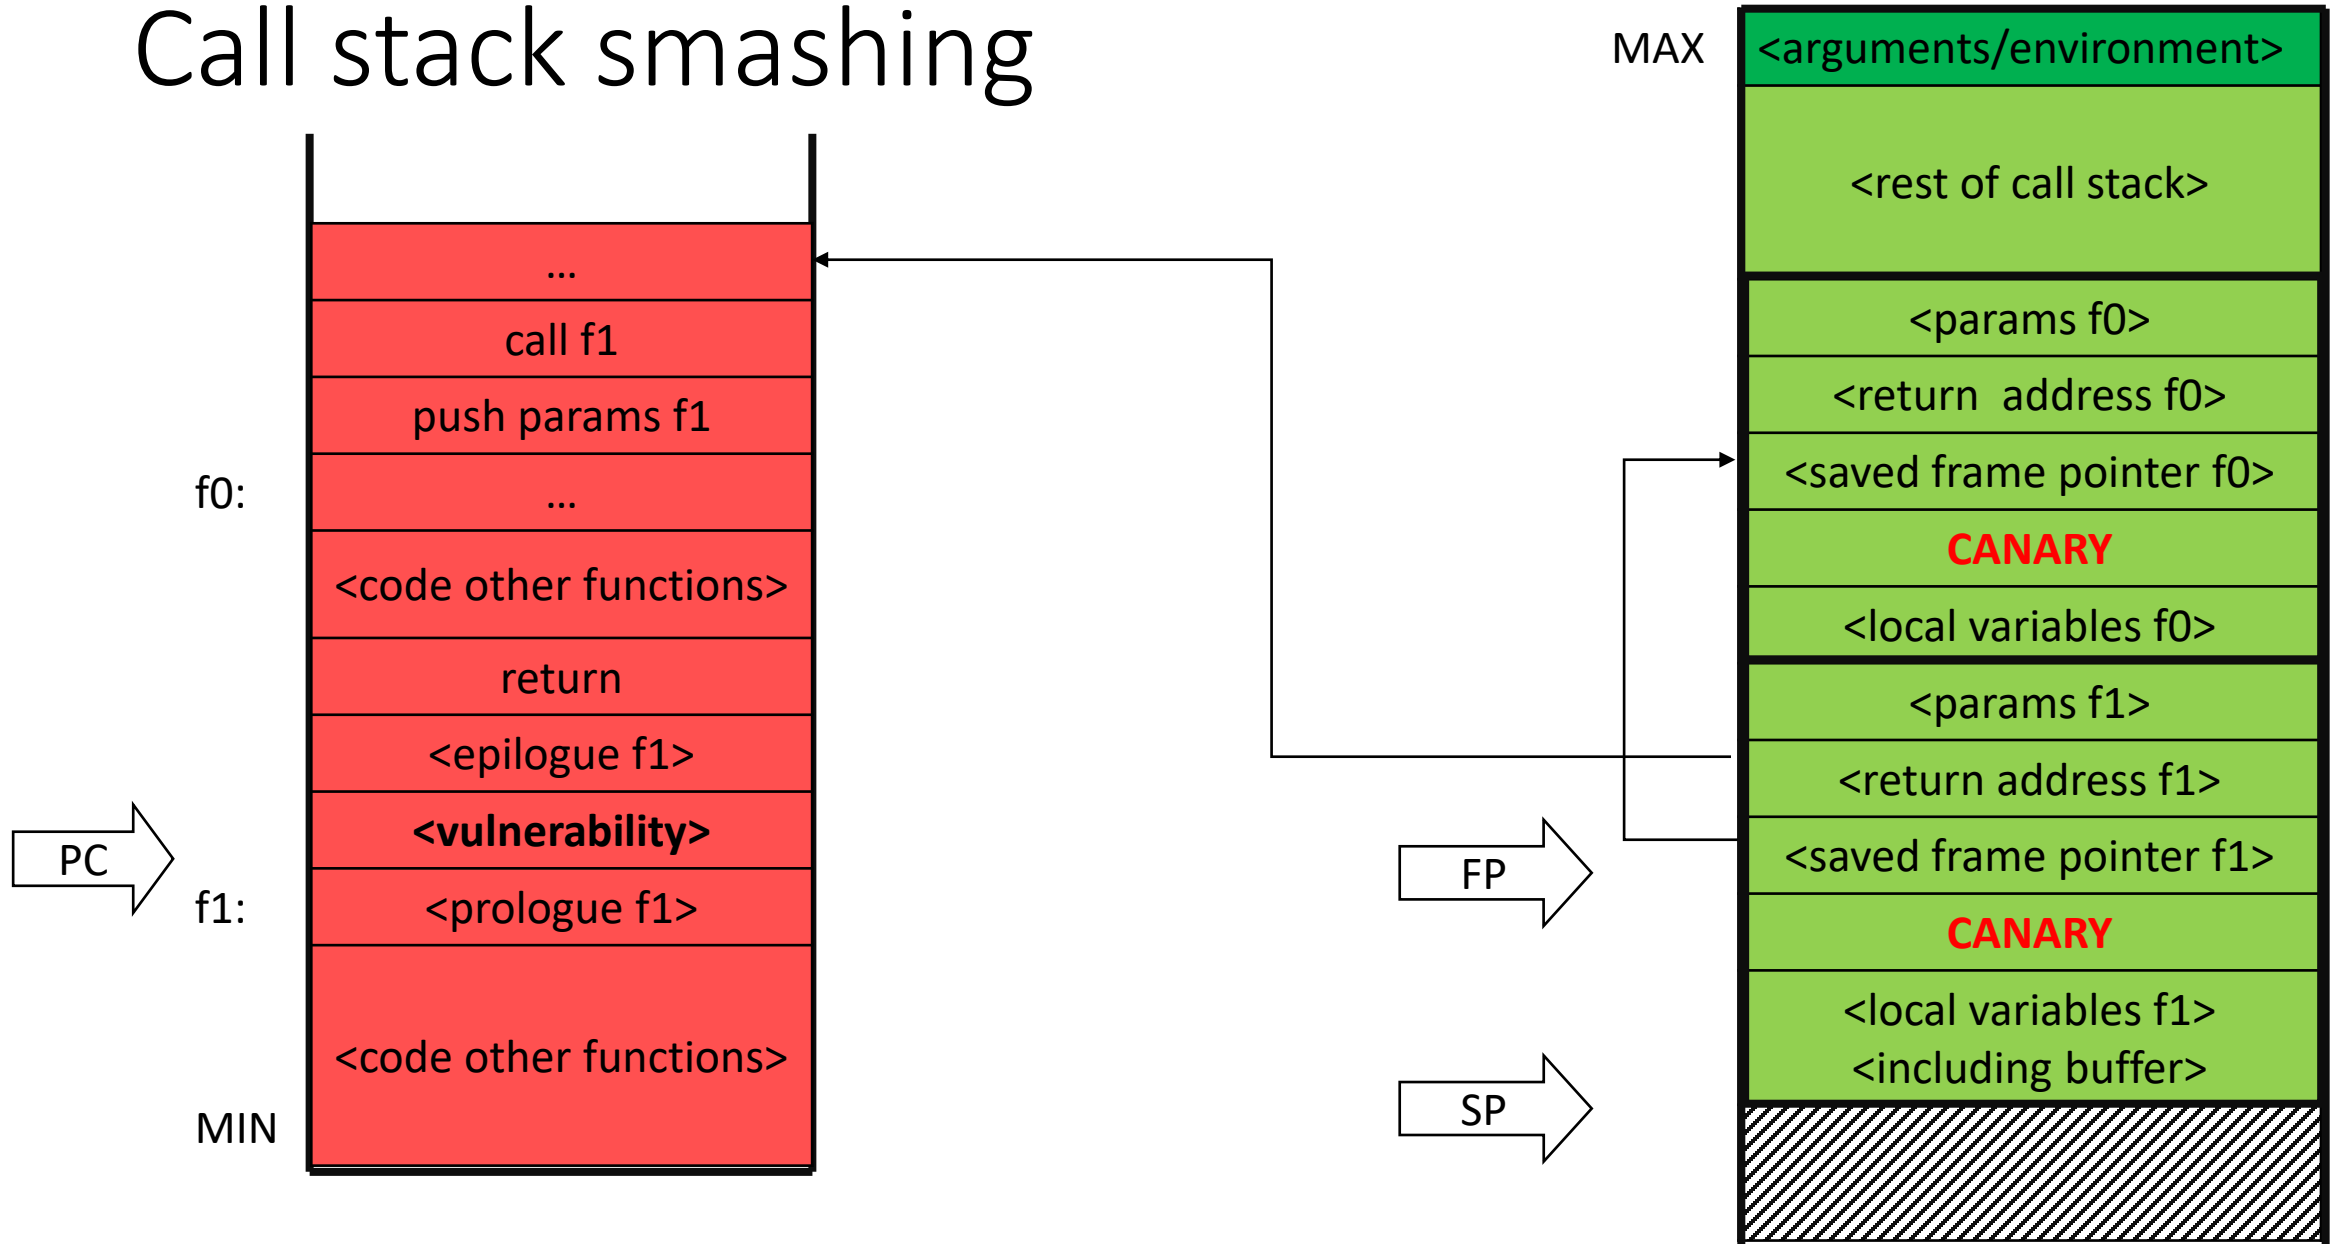 Call stack smashing
...
call f1
push params f1
f0:
...
<code other functions>
return
<epilogue f1>
<vulnerability>
PC
f1:
<prologue f1>
<code other functions>
MIN
FP
SP
MAX
<arguments/environment>
<rest of call stack>
<params f0>
<return  address f0>
<saved frame pointer f0>
CANARY
<local variables f0>
<params f1>
<return address f1>
<saved frame pointer f1>
CANARY
<local variables f1>
<including buffer>